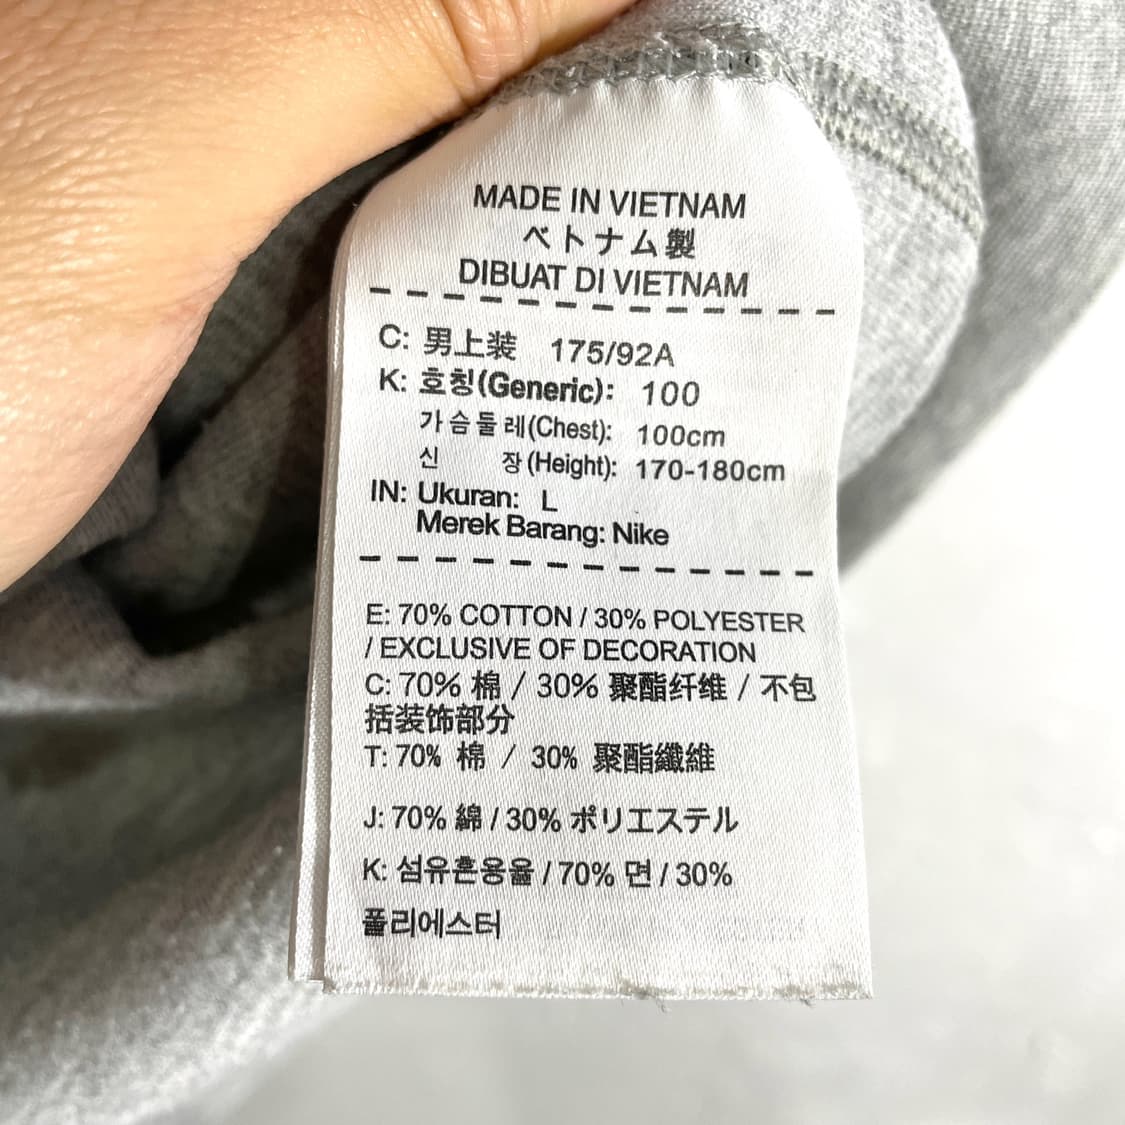 MADE IN VIETNAM
ベトナム製
DIBUAT DI VIETNAM
C: 男上装 175/92A
K: 호칭(Generic): 100
가슴둘레(Chest): 100cm
신 장(Height): 170-180cm
IN: Ukuran: L
Merek Barang: Nike
E: 70% COTTON / 30% POLYESTER
/ EXCLUSIVE OF DECORATION
C: 70% 棉 / 30% 聚酯纤维 / 不包
括装饰部分
T: 70% 棉 / 30% 聚酯纖維
J: 70% 綿 / 30% ポリエステル
K: 섬유혼용율 / 70% 면 / 30%
폴리에스터